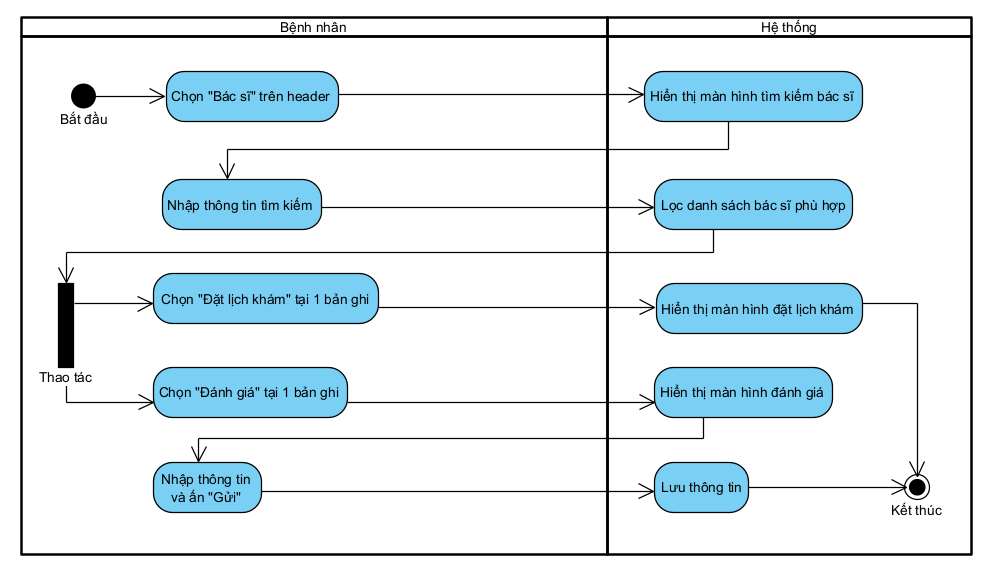 Bệnh nhân
Hệ thống
Bắt đầu
Chọn "Bác sĩ" trên header
Hiển thị màn hình tìm kiếm bác sĩ
Nhập thông tin tìm kiếm
Lọc danh sách bác sĩ phù hợp
Thao tác
Chọn "Đặt lịch khám" tại 1 bản ghi
Hiển thị màn hình đặt lịch khám
Chọn "Đánh giá" tại 1 bản ghi
Hiển thị màn hình đánh giá
Nhập thông tin
và ấn "Gửi"
Lưu thông tin
Kết thúc